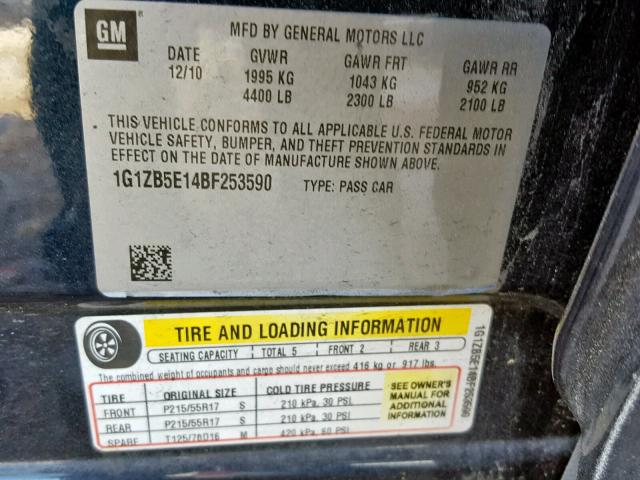 GM
MFD BY GENERAL MOTORS LLC
DATE GVWR GAWR FRT GAWR RR
12/10 1995 KG 1043 KG 952 KG
4400 LB 2300 LB 2100 LB
THIS VEHICLE CONFORMS TO ALL APPLICABLE U.S. FEDERAL MOTOR
VEHICLE SAFETY, BUMPER, AND THEFT PREVENTION STANDARDS IN
EFFECT ON THE DATE OF MANUFACTURE SHOWN ABOVE.
1G1ZB5E14BF253590 TYPE: PASS CAR
TIRE AND LOADING INFORMATION
SEATING CAPACITY TOTAL 5 FRONT 2 REAR 3
The combined weight of occupants and cargo should never exceed 416 kg or 917 lbs.
TIRE ORIGINAL SIZE COLD TIRE PRESSURE
FRONT P215/55R17 S 210 kPa, 30 PSI
REAR P215/55R17 S 210 kPa, 30 PSI
SPARE T125/70D16 M 420 kPa, 60 PSI
SEE OWNER'S
MANUAL FOR
ADDITIONAL
INFORMATION
1G1ZB5E14BF253590